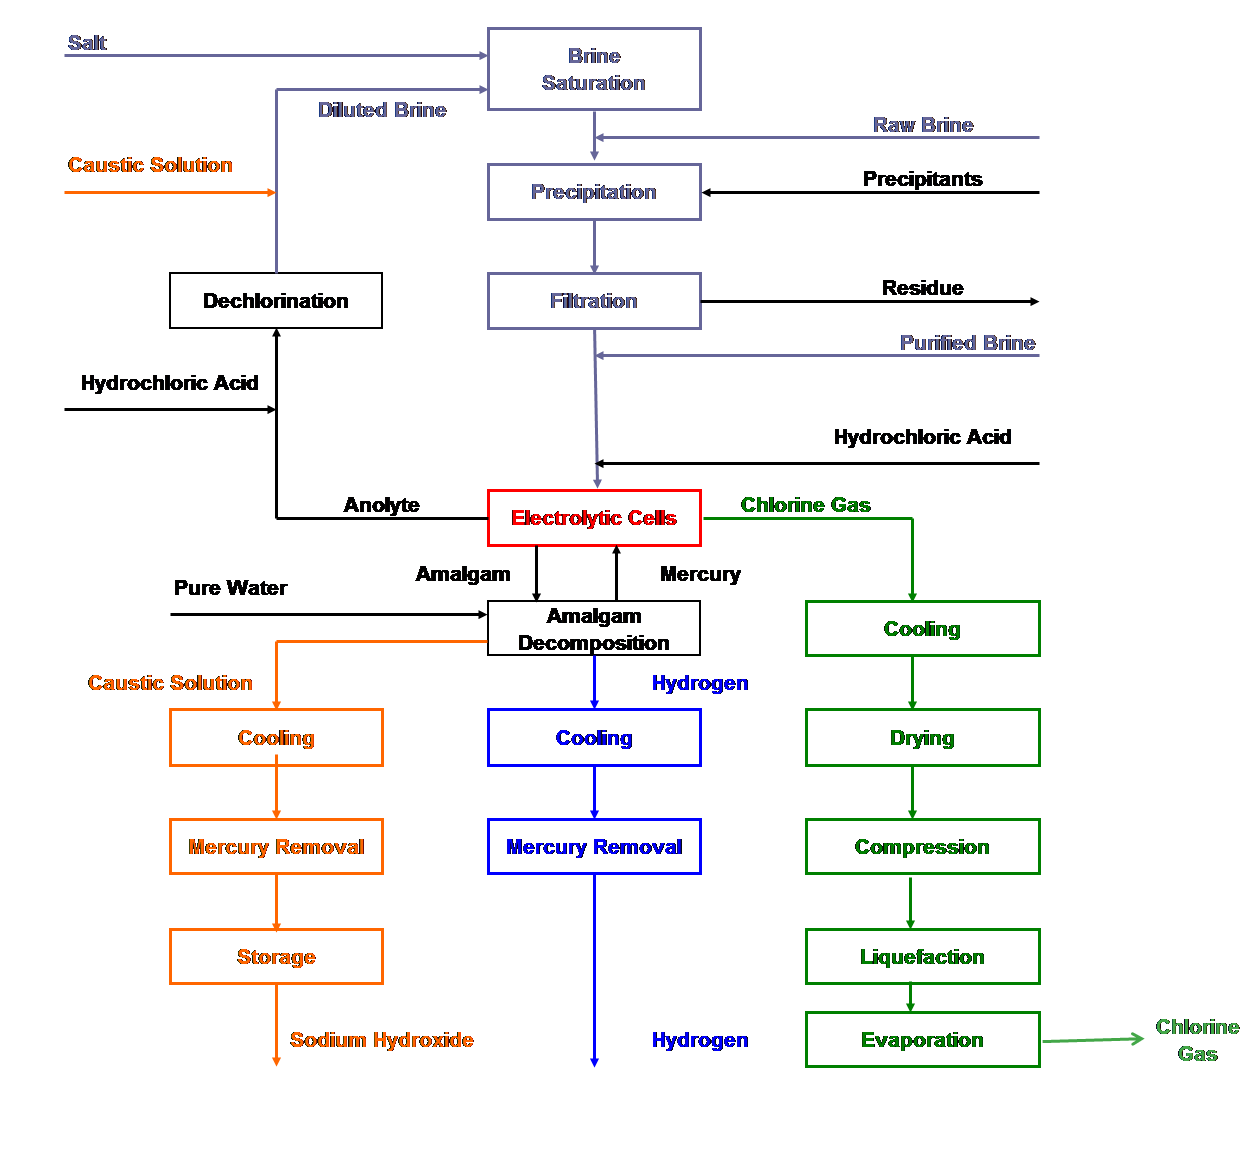 Salt
Brine
Saturation
Diluted Brine
Raw Brine
Caustic Solution
Precipitation
Precipitants
Dechlorination
Filtration
Residue
Purified Brine
Hydrochloric Acid
Hydrochloric Acid
Anolyte
Electrolytic Cells
Chlorine Gas
Amalgam
Mercury
Pure Water
Amalgam
Decomposition
Cooling
Caustic Solution
Hydrogen
Cooling
Cooling
Drying
Mercury Removal
Mercury Removal
Compression
Storage
Liquefaction
Sodium Hydroxide
Hydrogen
Evaporation
Chlorine
Gas